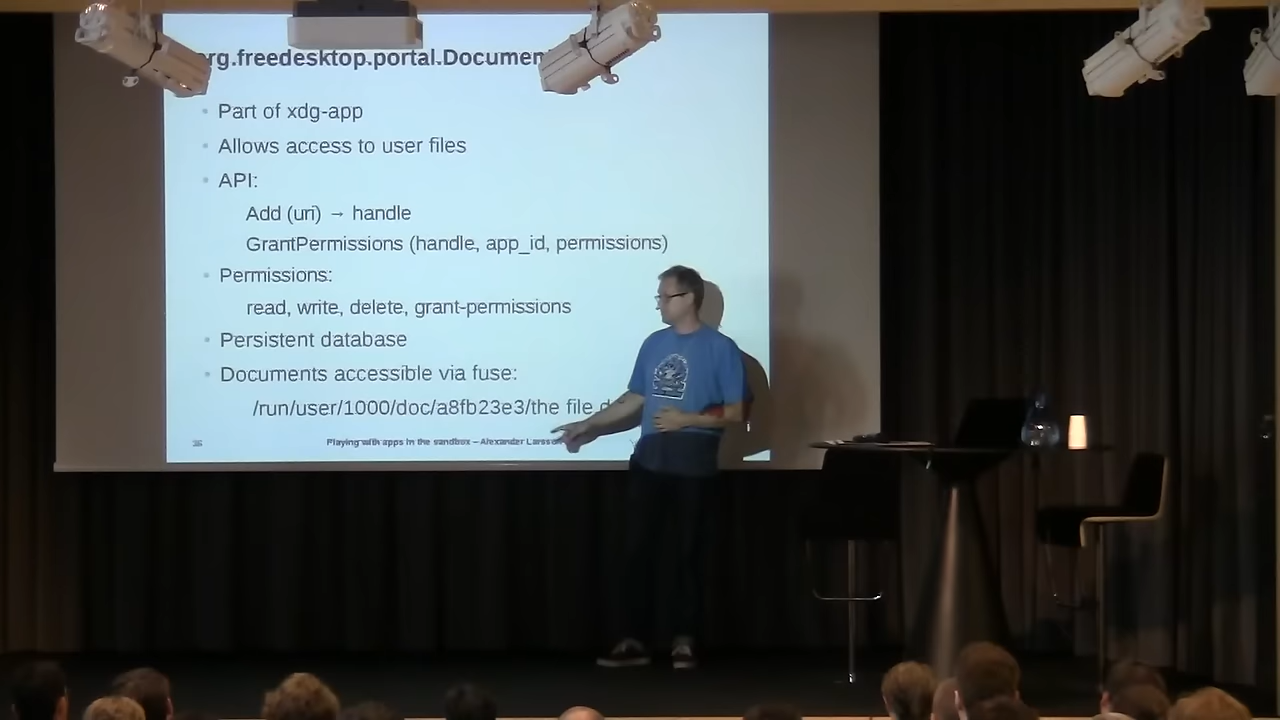 org.freedesktop.portal.Documen
Part of xdg-app
Allows access to user files
API:
Add (uri) → handle
GrantPermissions (handle, app_id, permissions)
Permissions:
read, write, delete, grant-permissions
Persistent database
Documents accessible via fuse:
/run/user/1000/doc/a8fb23e3/the file d
Playing with apps in the sandbox – Alexander Larsson